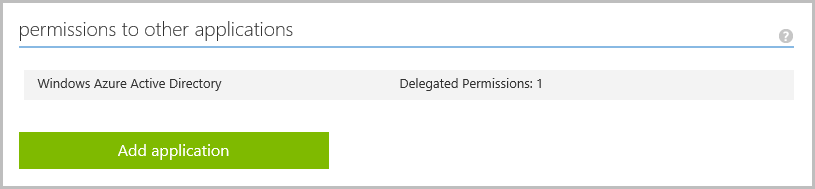 permissions to other applications
?
Windows Azure Active Directory Delegated Permissions: 1
Add application